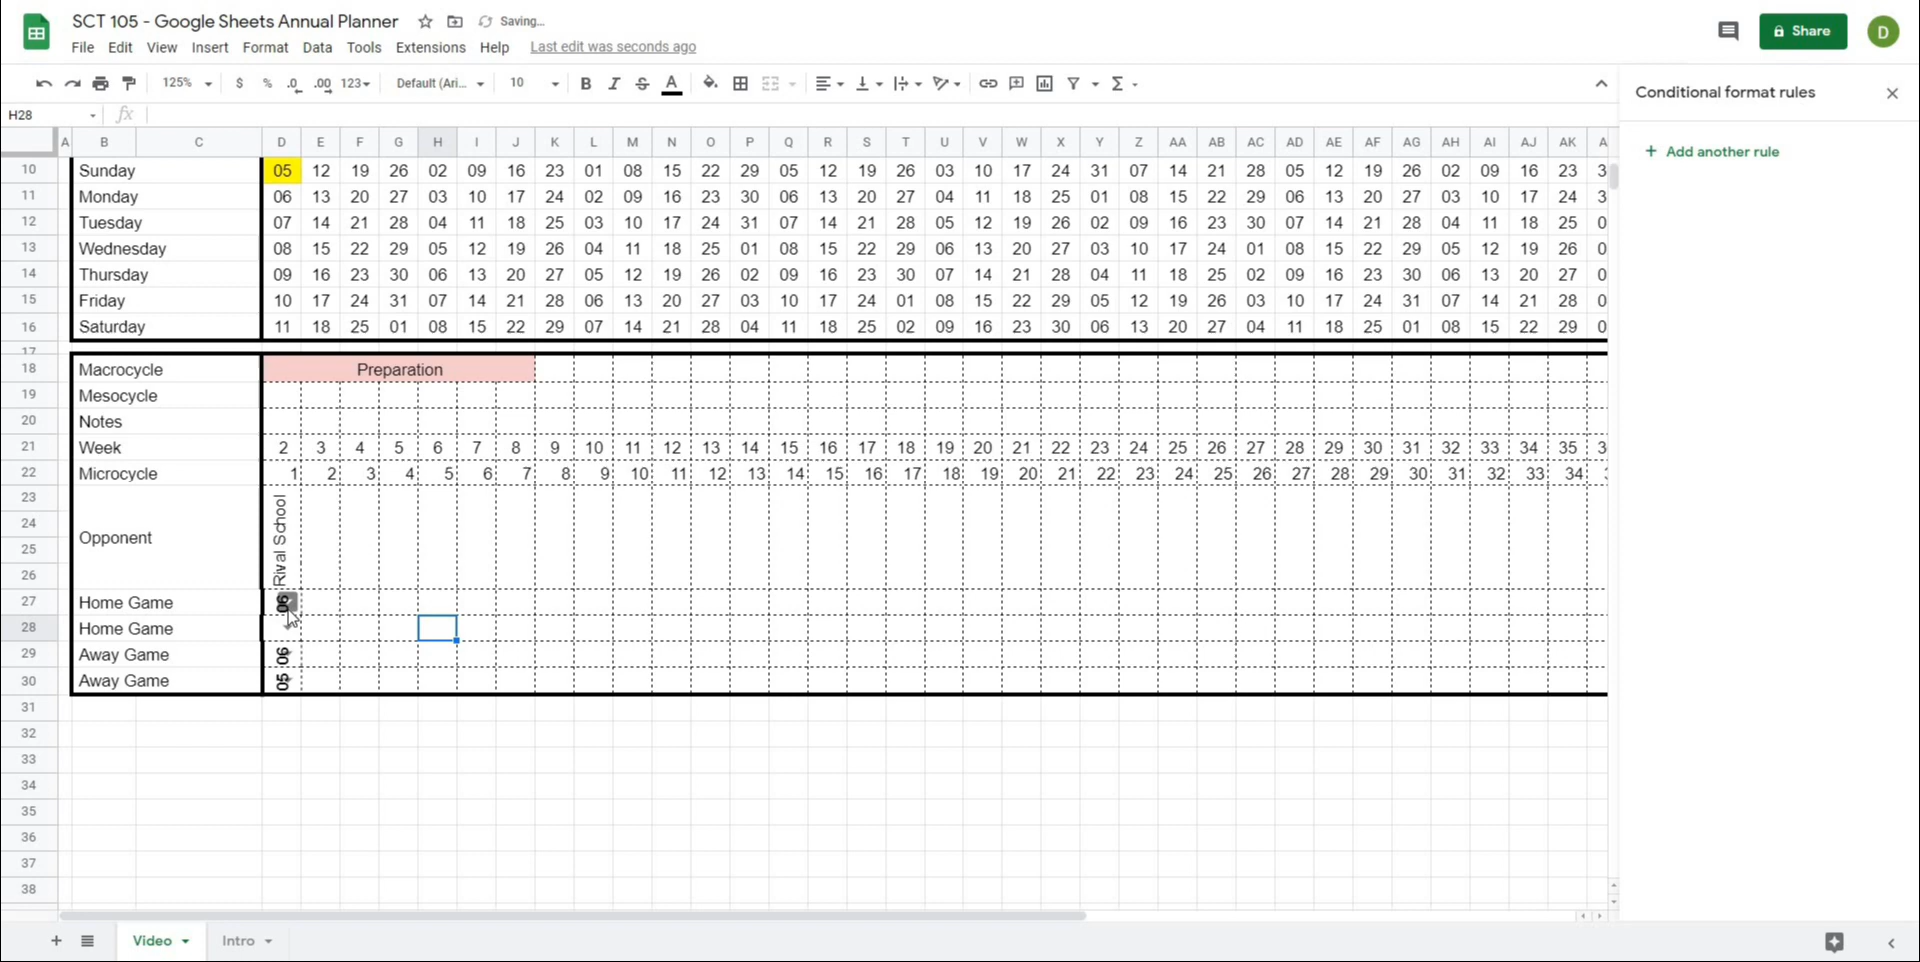 SCT 105 - Google Sheets Annual Planner Saving...
File Edit View Insert Format Data Tools Extensions Help Last edit was seconds ago
Share D
125% $ % .0 .00 123 Default (Ari... 10 B I S A Σ
Conditional format rules
H28 fx
+ Add another rule
A B C D E F G H I J K L M N O P Q R S T U V W X Y Z AA AB AC AD AE AF AG AH AI AJ AK A
10 Sunday 05 12 19 26 02 09 16 23 01 08 15 22 29 05 12 19 26 03 10 17 24 31 07 14 21 28 05 12 19 26 02 09 16 23 3
11 Monday 06 13 20 27 03 10 17 24 02 09 16 23 30 06 13 20 27 04 11 18 25 01 08 15 22 29 06 13 20 27 03 10 17 24 3
12 Tuesday 07 14 21 28 04 11 18 25 03 10 17 24 31 07 14 21 28 05 12 19 26 02 09 16 23 30 07 14 21 28 04 11 18 25 0
13 Wednesday 08 15 22 29 05 12 19 26 04 11 18 25 01 08 15 22 29 06 13 20 27 03 10 17 24 01 08 15 22 29 05 12 19 26 0
14 Thursday 09 16 23 30 06 13 20 27 05 12 19 26 02 09 16 23 30 07 14 21 28 04 11 18 25 02 09 16 23 30 06 13 20 27 0
15 Friday 10 17 24 31 07 14 21 28 06 13 20 27 03 10 17 24 01 08 15 22 29 05 12 19 26 03 10 17 24 31 07 14 21 28 0
16 Saturday 11 18 25 01 08 15 22 29 07 14 21 28 04 11 18 25 02 09 16 23 30 06 13 20 27 04 11 18 25 01 08 15 22 29 0
17
18 Macrocycle Preparation
19 Mesocycle
20 Notes
21 Week 2 3 4 5 6 7 8 9 10 11 12 13 14 15 16 17 18 19 20 21 22 23 24 25 26 27 28 29 30 31 32 33 34 35 3
22 Microcycle 1 2 3 4 5 6 7 8 9 10 11 12 13 14 15 16 17 18 19 20 21 22 23 24 25 26 27 28 29 30 31 32 33 34
23
24
Opponent Rival School
25
26
27 Home Game 06
28 Home Game
29 Away Game 06
30 Away Game 05
31
32
33
34
35
36
37
38
+ Video Intro